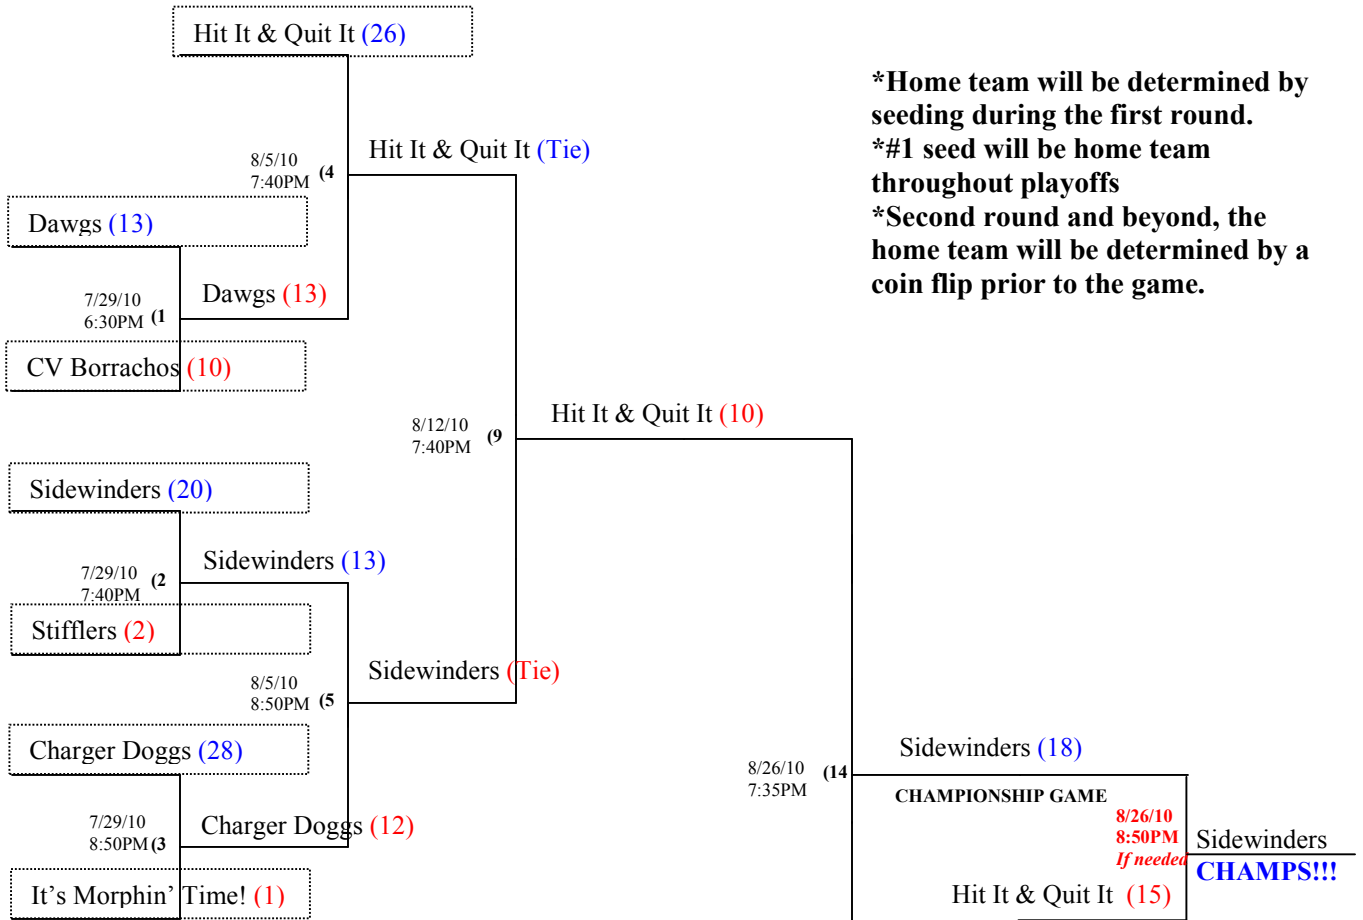 Hit It & Quit It (26)
*Home team will be determined by
seeding during the first round.
*#1 seed will be home team
throughout playoffs
*Second round and beyond, the
home team will be determined by a
coin flip prior to the game.
8/5/10
7:40PM (4
Hit It & Quit It (Tie)
Dawgs (13)
7/29/10
6:30PM (1
Dawgs (13)
CV Borrachos (10)
8/12/10
7:40PM (9
Hit It & Quit It (10)
Sidewinders (20)
7/29/10
7:40PM (2
Sidewinders (13)
Stifflers (2)
8/5/10
8:50PM (5
Sidewinders (Tie)
Charger Doggs (28)
7/29/10
8:50PM (3
Charger Doggs (12)
It's Morphin’ Time! (1)
8/26/10
7:35PM (14
Sidewinders (18)
CHAMPIONSHIP GAME
8/26/10
8:50PM
If needed
Sidewinders
CHAMPS!!!
Hit It & Quit It (15)